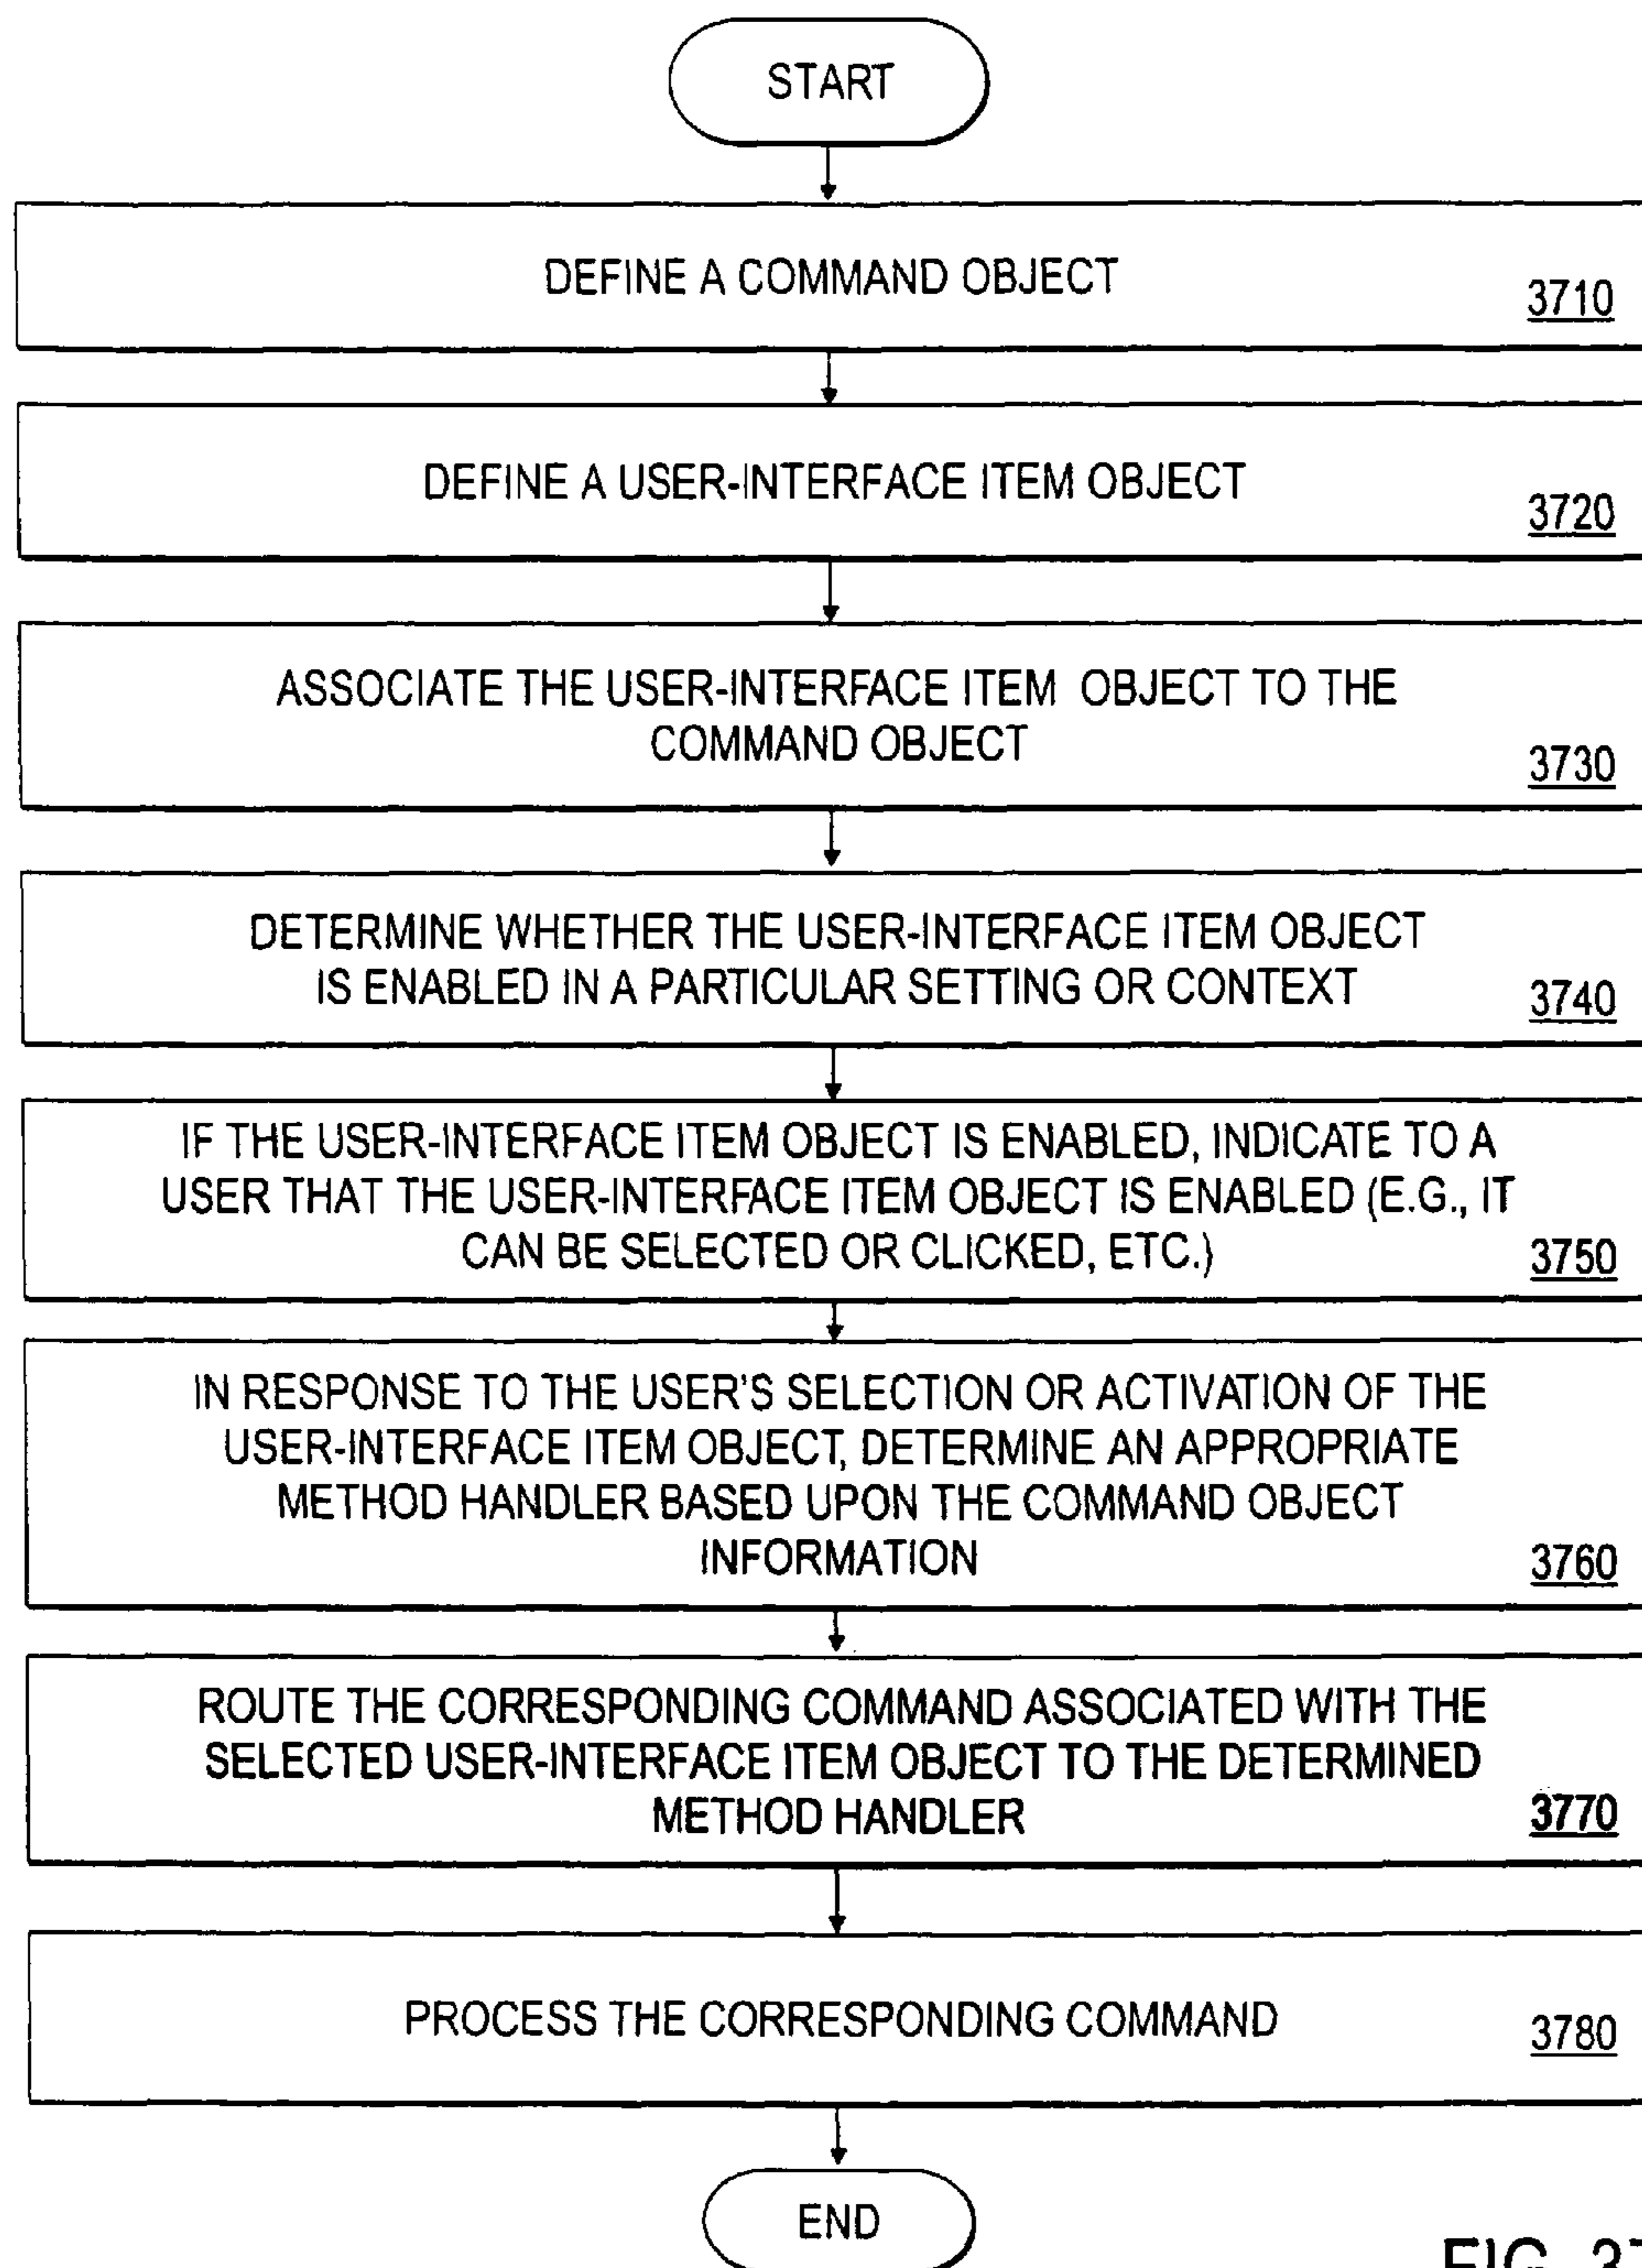 START
DEFINE A COMMAND OBJECT
3710
DEFINE A USER-INTERFACE ITEM OBJECT
3720
ASSOCIATE THE USER-INTERFACE ITEM OBJECT TO THE
COMMAND OBJECT
3730
DETERMINE WHETHER THE USER-INTERFACE ITEM OBJECT
IS ENABLED IN A PARTICULAR SETTING OR CONTEXT
3740
IF THE USER-INTERFACE ITEM OBJECT IS ENABLED, INDICATE TO A
USER THAT THE USER-INTERFACE ITEM OBJECT IS ENABLED (E.G., IT
CAN BE SELECTED OR CLICKED, ETC.)
3750
IN RESPONSE TO THE USER'S SELECTION OR ACTIVATION OF THE
USER-INTERFACE ITEM OBJECT, DETERMINE AN APPROPRIATE
METHOD HANDLER BASED UPON THE COMMAND OBJECT
INFORMATION
3760
ROUTE THE CORRESPONDING COMMAND ASSOCIATED WITH THE
SELECTED USER-INTERFACE ITEM OBJECT TO THE DETERMINED
METHOD HANDLER
3770
PROCESS THE CORRESPONDING COMMAND
3780
END
FIG. 37